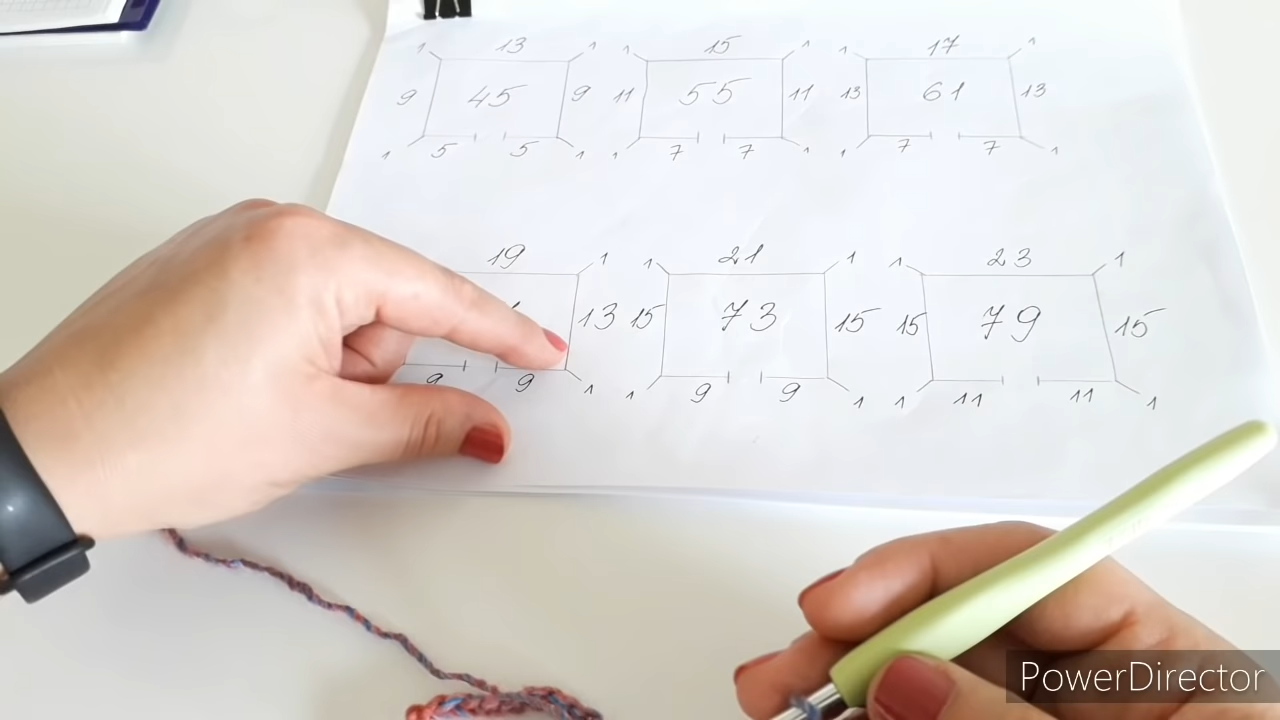 1 13 1 1 15 1 1 17 1
9 45 9 11 55 11 13 61 13
1 5 5 1 1 7 7 1 1 7 7 1
19 1 1 21 1 1 23 1
13 15 73 15 15 79 15
9 9 1 1 9 9 1 1 11 11 1
PowerDirector